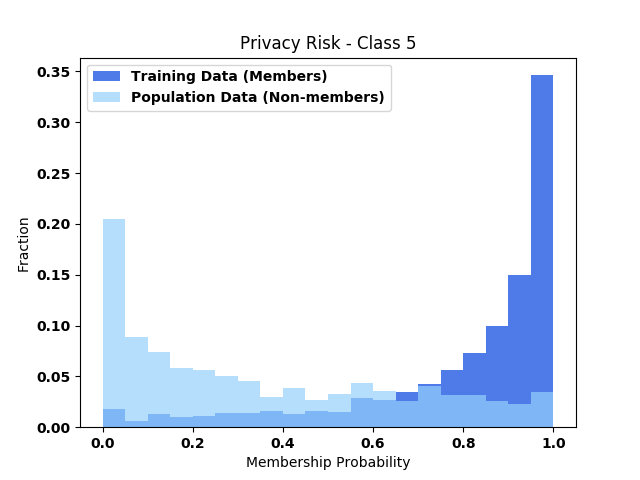 Privacy Risk - Class 5
Training Data (Members)
Population Data (Non-members)
Fraction
0.35
0.30
0.25
0.20
0.15
0.10
0.05
0.00
0.0 0.2 0.4 0.6 0.8 1.0
Membership Probability